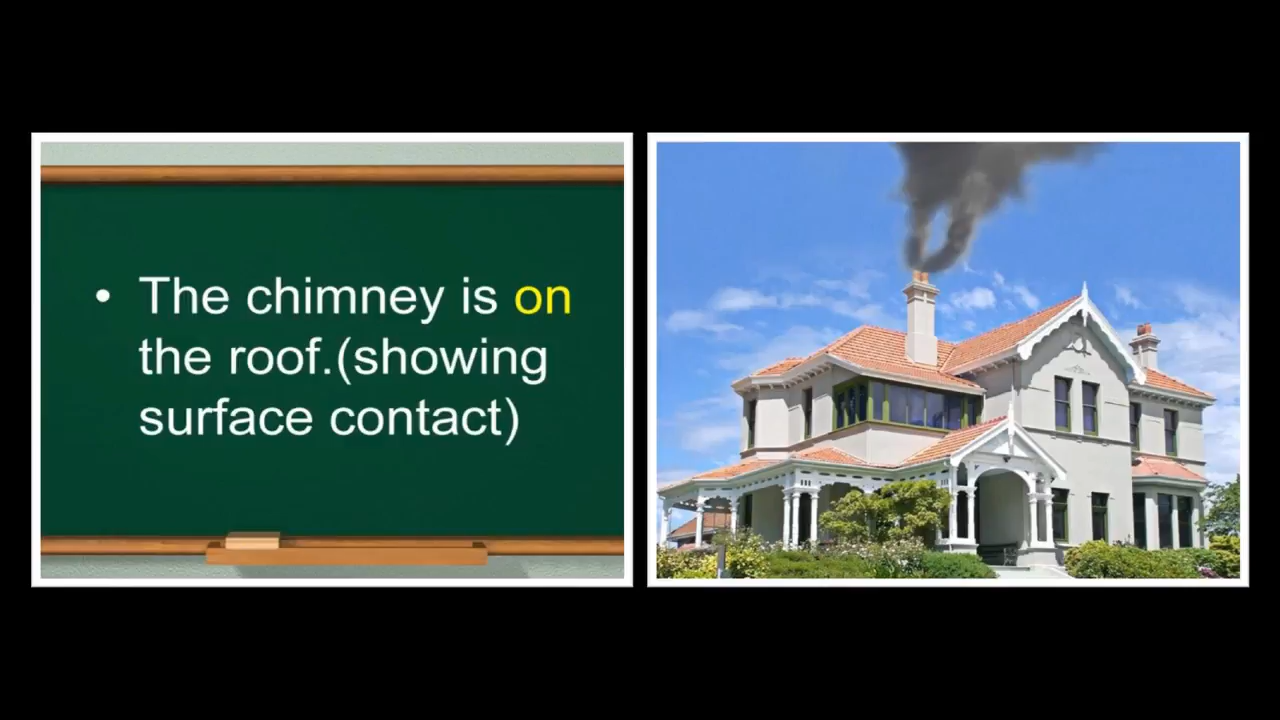 • The chimney is on
the roof.(showing
surface contact)